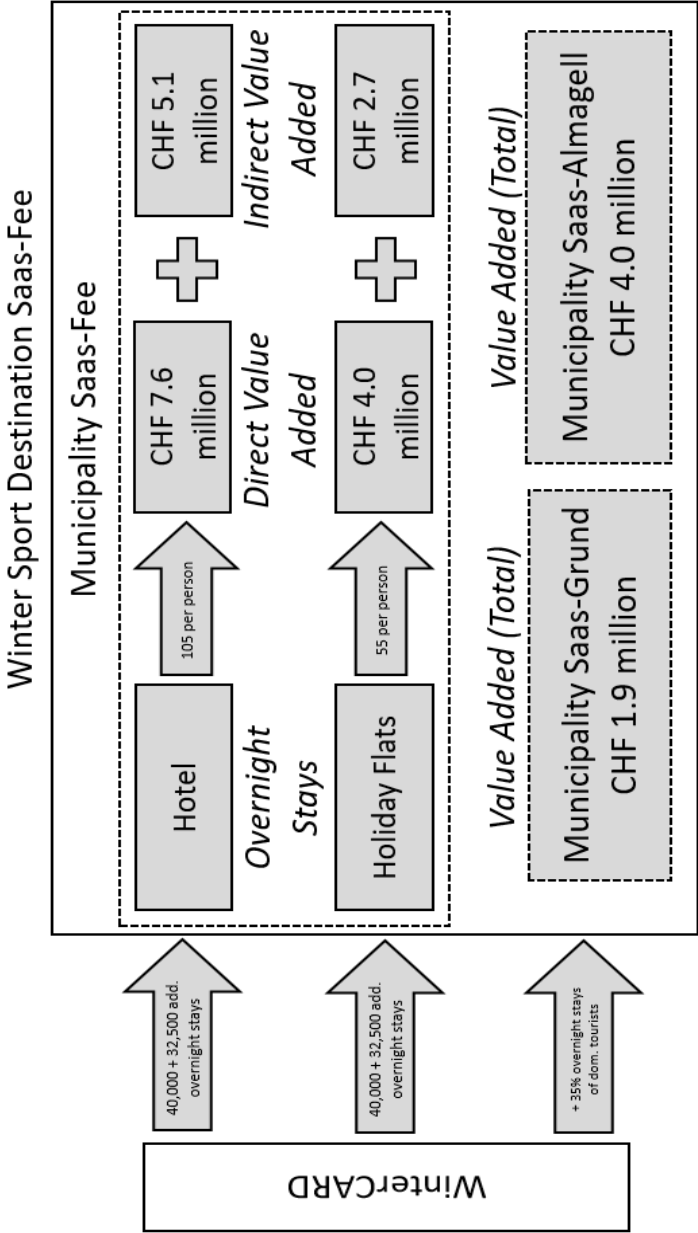 Winter Sport Destination Saas-Fee
Municipality Saas-Fee
WinterCARD
40,000 + 32,500 add.
overnight stays
Hotel
105 per person
CHF 7.6
million
CHF 5.1
million
Overnight
Stays
Direct Value
Added
Indirect Value
Added
40,000 + 32,500 add.
overnight stays
Holiday Flats
55 per person
CHF 4.0
million
CHF 2.7
million
+ 35% overnight stays
of dom. tourists
Value Added (Total)
Municipality Saas-Grund
CHF 1.9 million
Value Added (Total)
Municipality Saas-Almagell
CHF 4.0 million